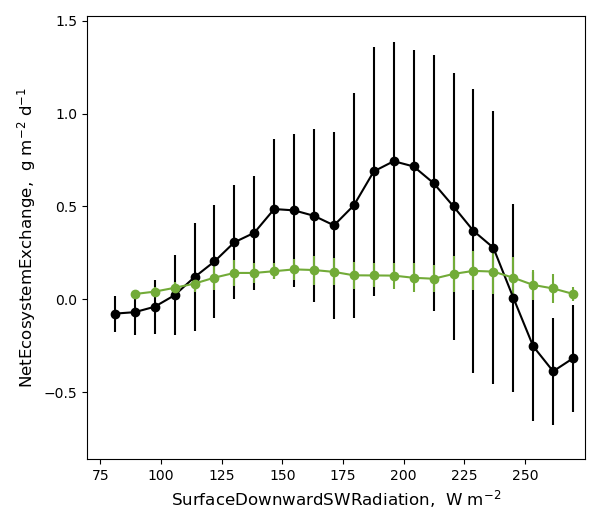 1.5
1.0
0.5
0.0
−0.5
NetEcosystemExchange, g m⁻² d⁻¹
75 100 125 150 175 200 225 250
SurfaceDownwardSWRadiation, W m⁻²